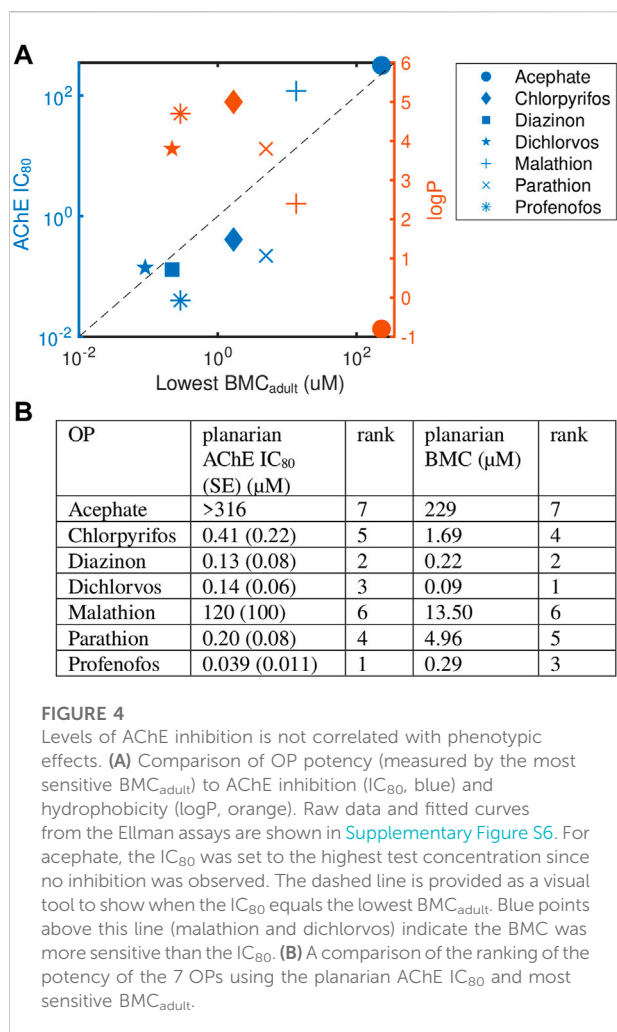 A
AChE IC80
10^2
10^0
10^-2
10^-2
10^0
10^2
Lowest BMCadult (uM)
6
5
4
3
2
1
0
-1
logP
Acephate
Chlorpyrifos
Diazinon
Dichlorvos
Malathion
Parathion
Profenofos
B
OP planarian AChE IC80 (SE) (µM) rank planarian BMC (µM) rank
Acephate >316 7 229 7
Chlorpyrifos 0.41 (0.22) 5 1.69 4
Diazinon 0.13 (0.08) 2 0.22 2
Dichlorvos 0.14 (0.06) 3 0.09 1
Malathion 120 (100) 6 13.50 6
Parathion 0.20 (0.08) 4 4.96 5
Profenofos 0.039 (0.011) 1 0.29 3
FIGURE 4
Levels of AChE inhibition is not correlated with phenotypic
effects. (A) Comparison of OP potency (measured by the most
sensitive BMCadult) to AChE inhibition (IC80, blue) and
hydrophobicity (logP, orange). Raw data and fitted curves
from the Ellman assays are shown in Supplementary Figure S6. For
acephate, the IC80 was set to the highest test concentration since
no inhibition was observed. The dashed line is provided as a visual
tool to show when the IC80 equals the lowest BMCadult. Blue points
above this line (malathion and dichlorvos) indicate the BMC was
more sensitive than the IC80. (B) A comparison of the ranking of the
potency of the 7 OPs using the planarian AChE IC80 and most
sensitive BMCadult.